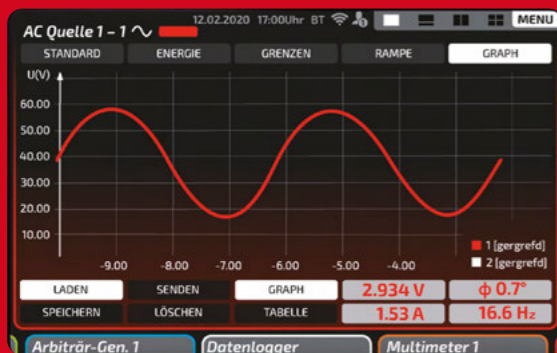 12.02.2020 17:00Uhr BT MENU
AC Quelle 1 – 1
STANDARD ENERGIE GRENZEN RAMPE GRAPH
U(V)
60.00
50.00
40.00
30.00
20.00
10.00
1 [gergrefd]
2 [gergrefd]
-9.00 -8.00 -7.00 -6.00 -5.00 -4.00
LADEN SENDEN GRAPH 2.934 V ϕ 0.7°
SPEICHERN LÖSCHEN TABELLE 1.53 A 16.6 Hz
Arbiträr-Gen. 1 Datenlogger Multimeter 1